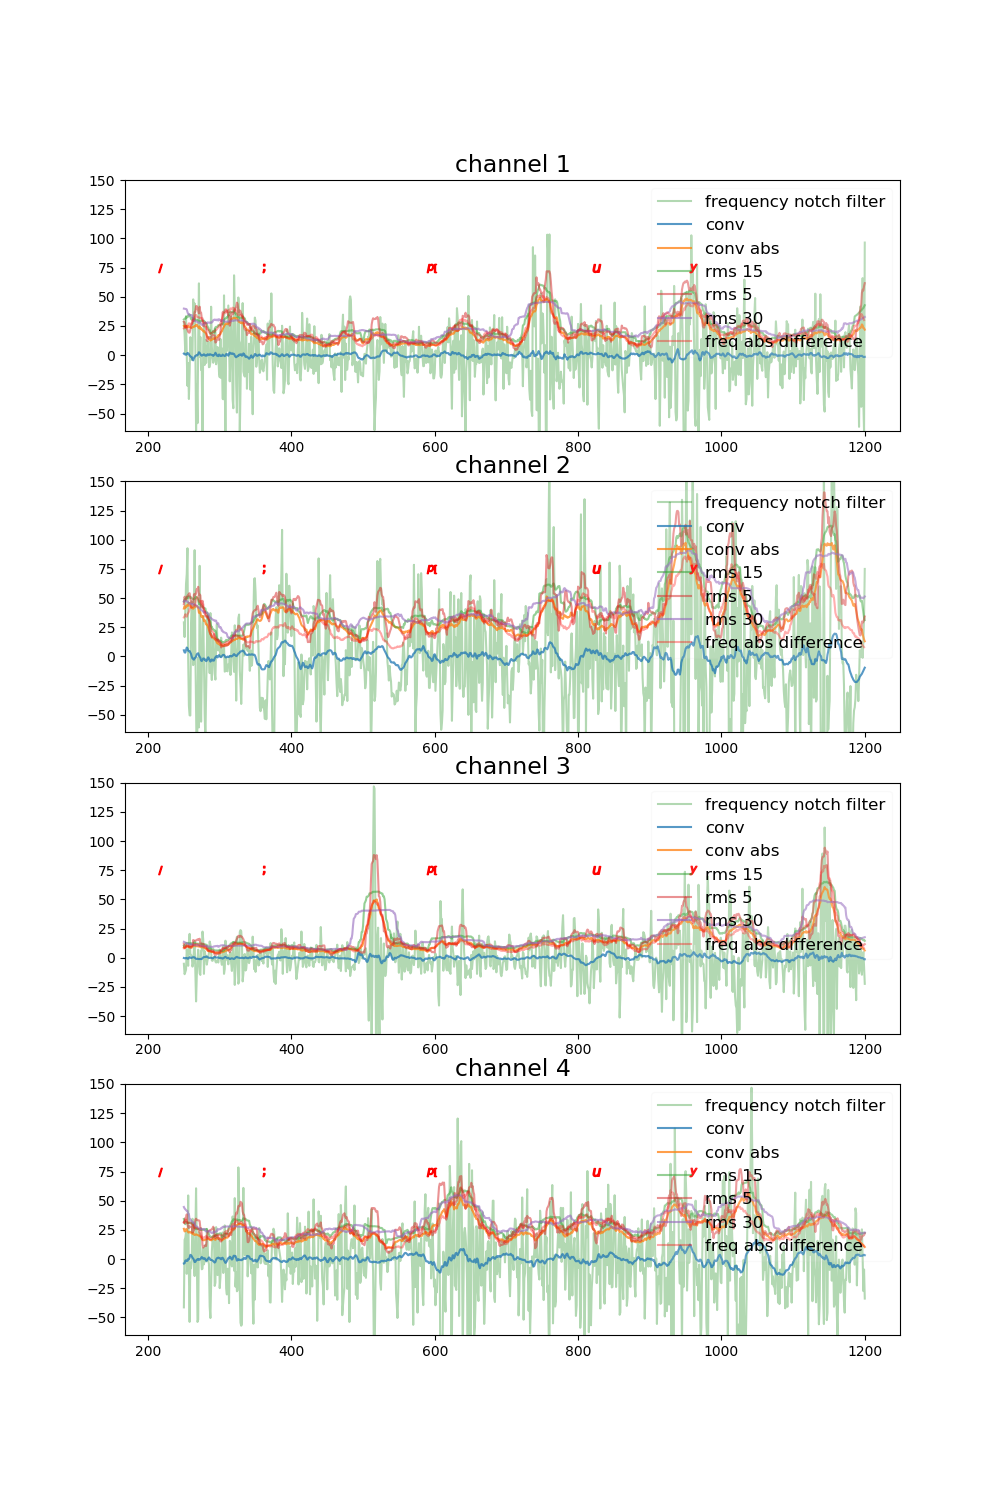 channel 1
150
125
100
75
50
25
0
−25
−50
frequency notch filter
conv
conv abs
rms 15
rms 5
rms 30
freq abs difference
; u y
200 400 600 800 1000 1200
channel 2
150
125
100
75
50
25
0
−25
−50
frequency notch filter
conv
conv abs
rms 15
rms 5
rms 30
freq abs difference
; u y
200 400 600 800 1000 1200
channel 3
150
125
100
75
50
25
0
−25
−50
frequency notch filter
conv
conv abs
rms 15
rms 5
rms 30
freq abs difference
; u y
200 400 600 800 1000 1200
channel 4
150
125
100
75
50
25
0
−25
−50
frequency notch filter
conv
conv abs
rms 15
rms 5
rms 30
freq abs difference
; u y
200 400 600 800 1000 1200